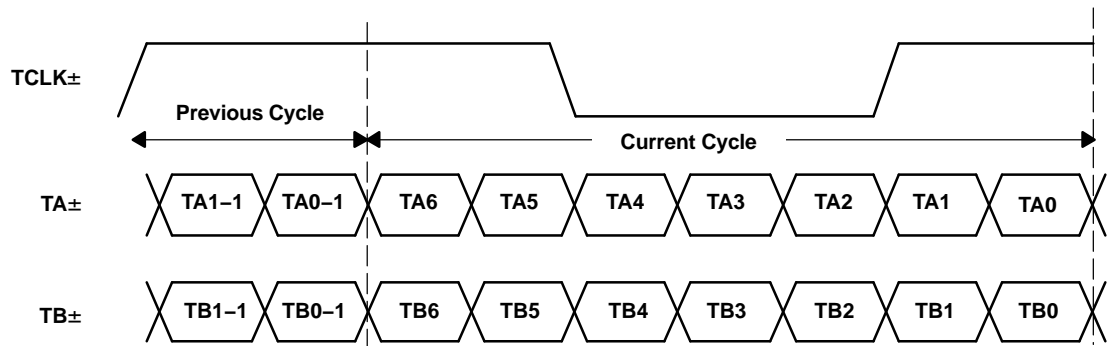 TCLK±
Previous Cycle
Current Cycle
TA±
TA1–1 TA0–1 TA6 TA5 TA4 TA3 TA2 TA1 TA0
TB±
TB1–1 TB0–1 TB6 TB5 TB4 TB3 TB2 TB1 TB0